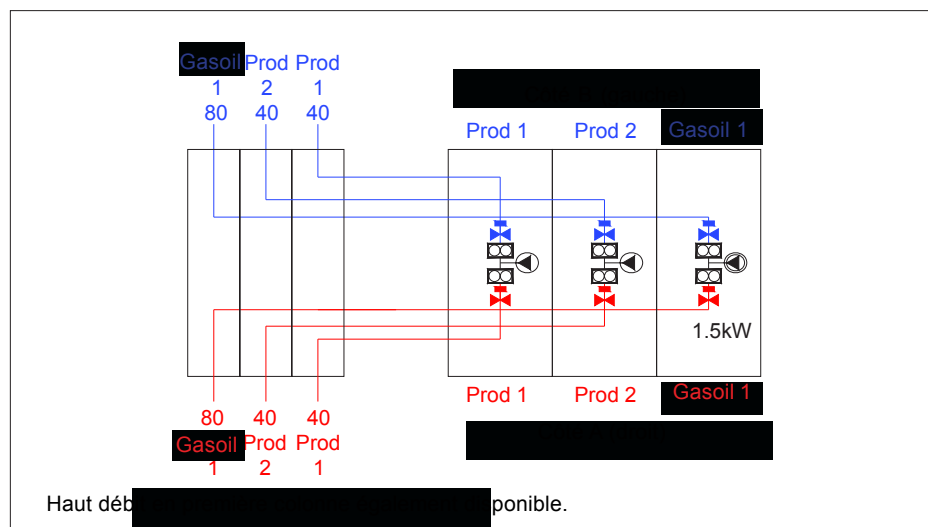 Gasoil Prod Prod
1 2 1
80 40 40
Prod 1 Prod 2 Gasoil 1
1.5kW
Prod 1 Prod 2 Gasoil 1
80 40 40
Gasoil Prod Prod
1 2 1
Haut déb ponible.